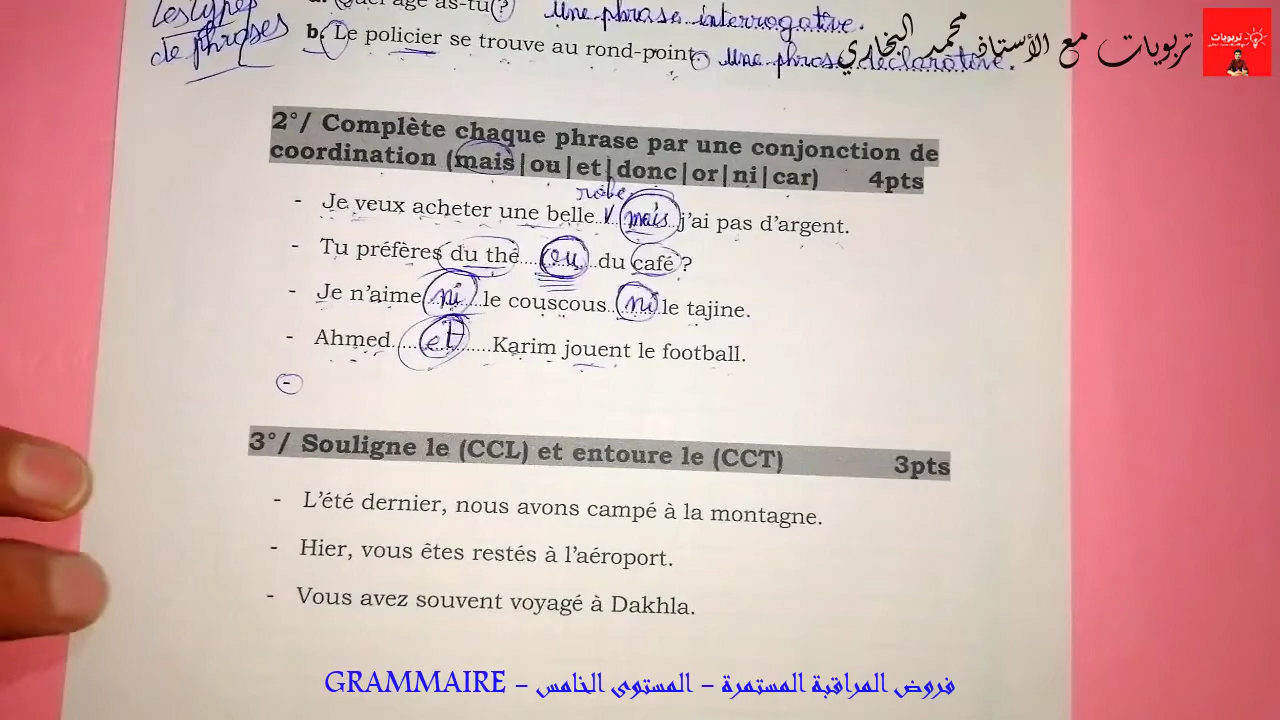 Les types
de phrases
a. Quel âge as-tu ? Une phrase interrogative.
b. Le policier se trouve au rond-point. Une phrase déclarative.
تربويات مع الأستاذ محمد البخاري
تربويات
2°/ Complète chaque phrase par une conjonction de
coordination (mais|ou|et|donc|or|ni|car) 4pts
robe
- Je veux acheter une belle....mais..j'ai pas d'argent.
- Tu préfères du thé....ou...du café ?
- Je n'aime..ni..le couscous..ni..le tajine.
- Ahmed....et......Karim jouent le football.
-
3°/ Souligne le (CCL) et entoure le (CCT) 3pts
- L'été dernier, nous avons campé à la montagne.
- Hier, vous êtes restés à l'aéroport.
- Vous avez souvent voyagé à Dakhla.
فروض المراقبة المستمرة – المستوى الخامس – GRAMMAIRE